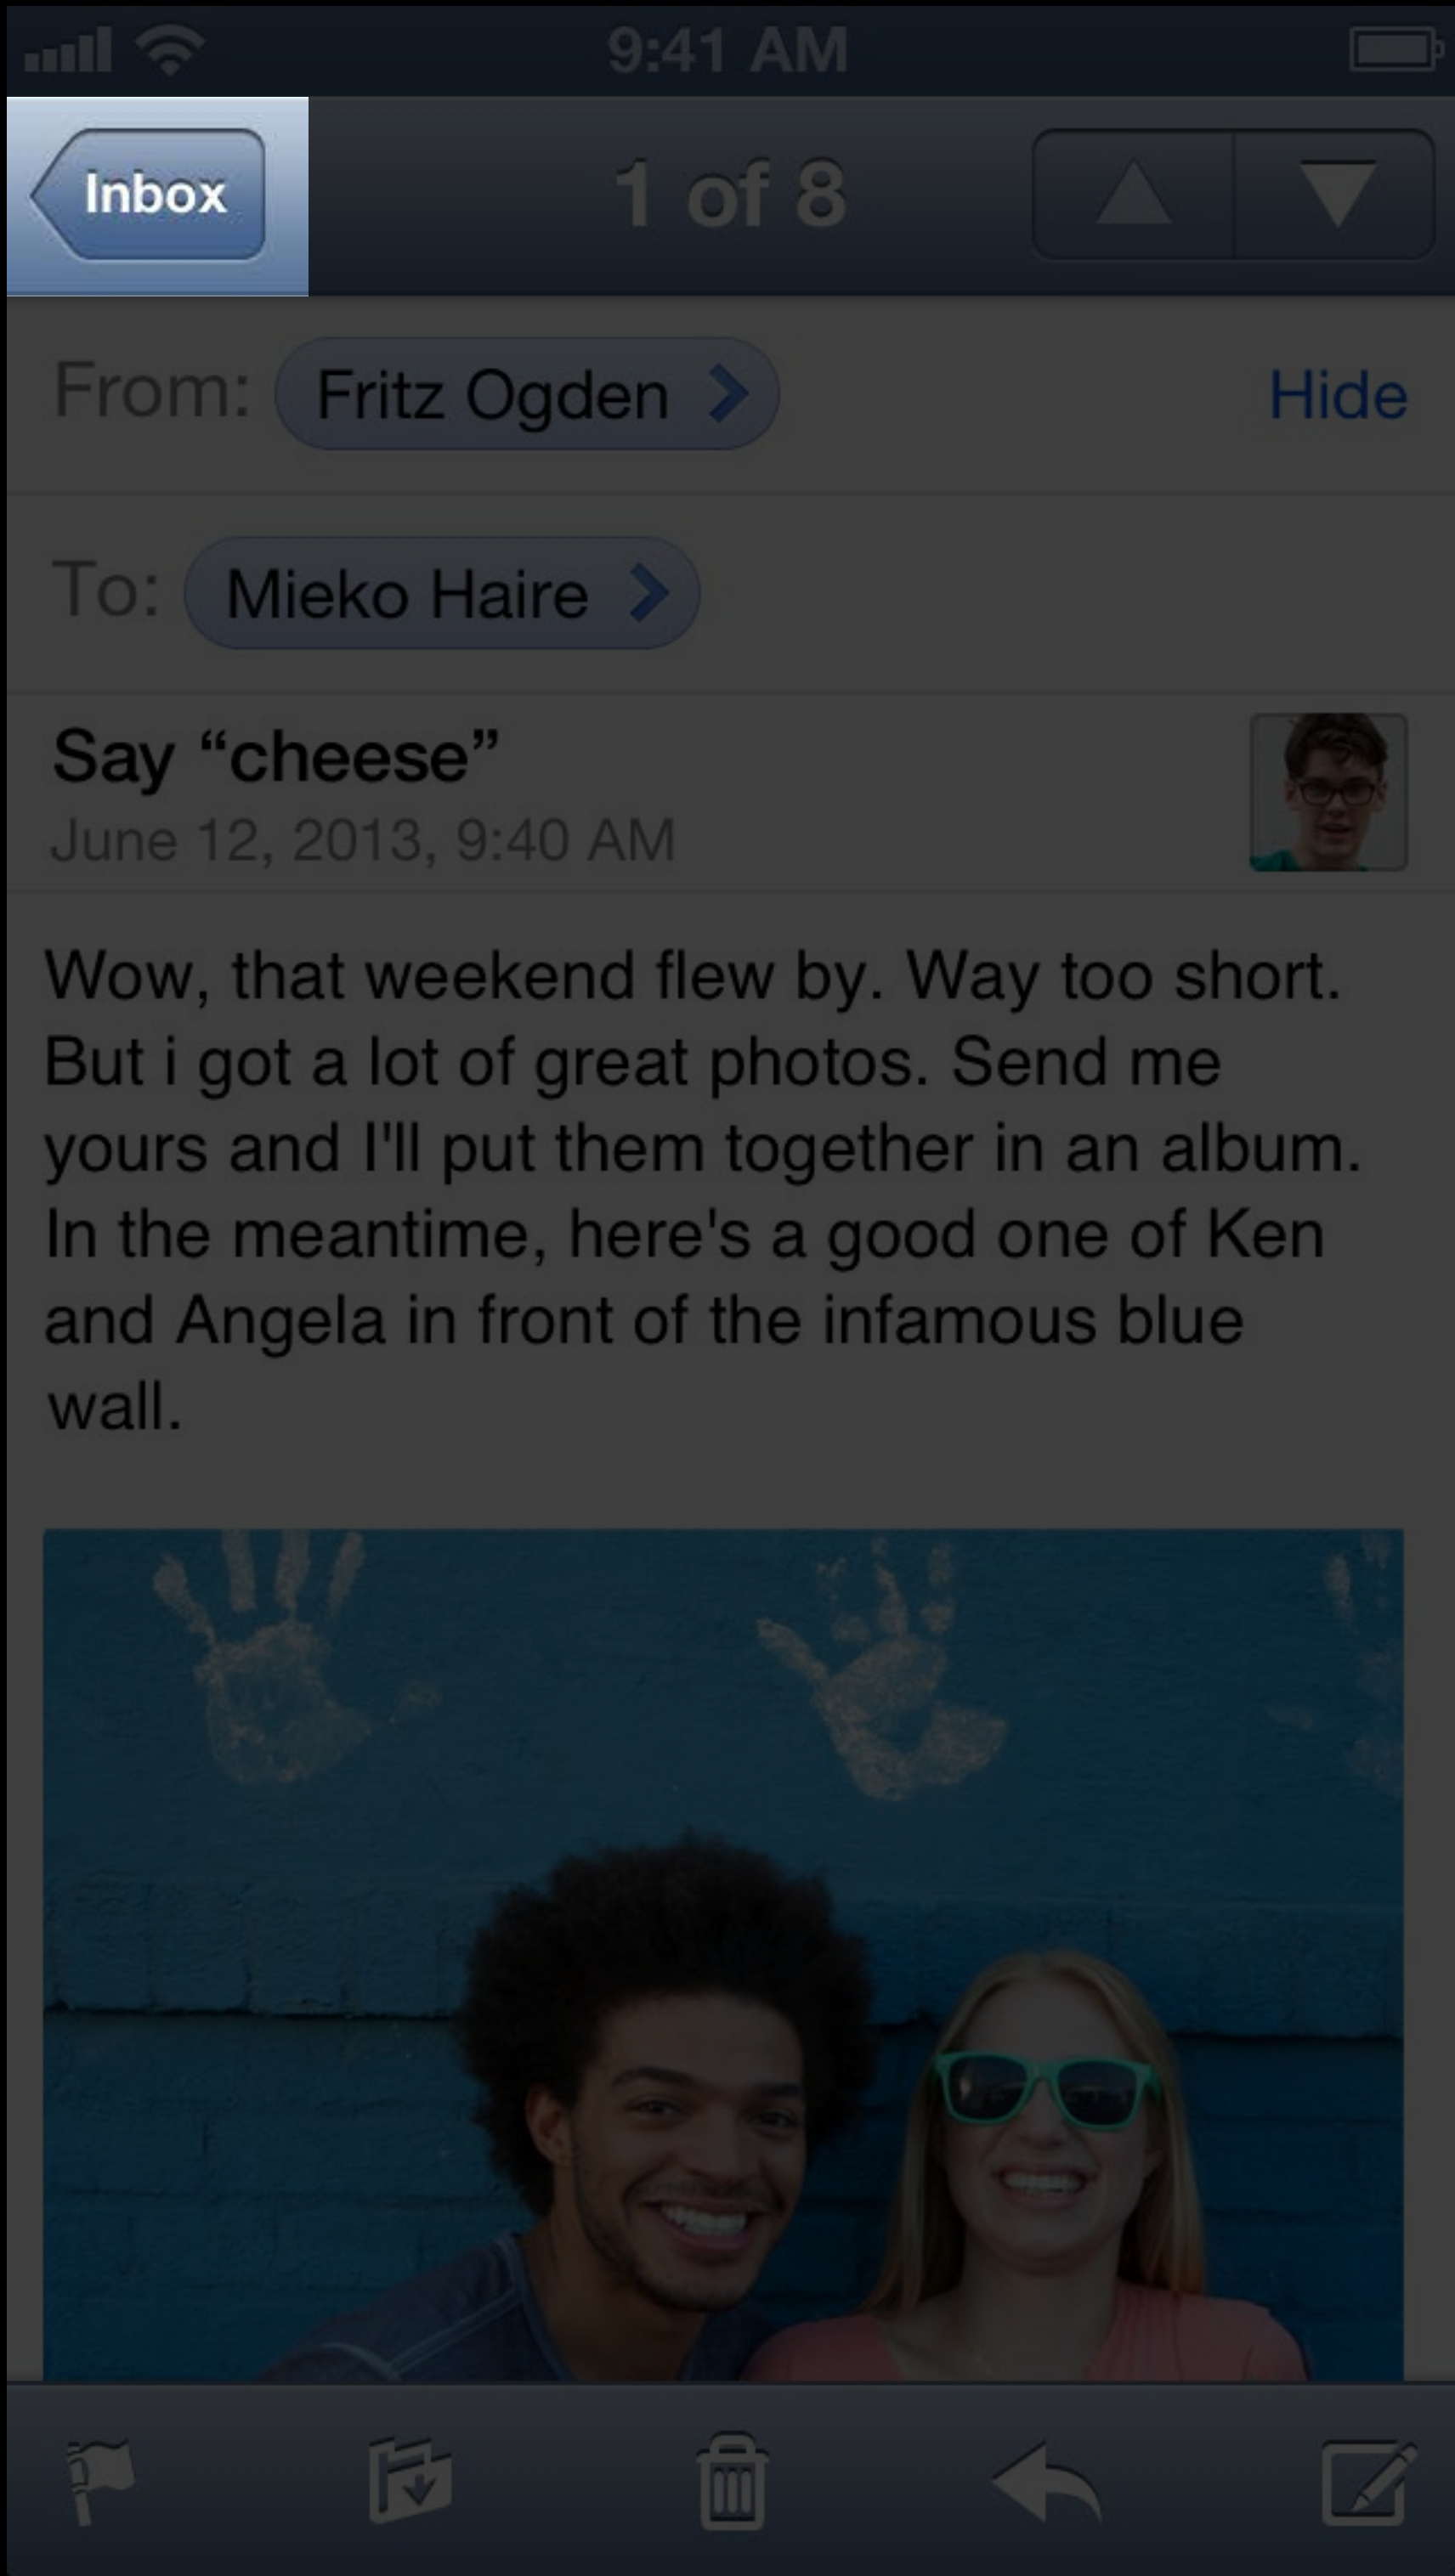 9:41 AM
Inbox
1 of 8
From: Fritz Ogden
Hide
To: Mieko Haire
Say “cheese”
June 12, 2013, 9:40 AM
Wow, that weekend flew by. Way too short.
But i got a lot of great photos. Send me
yours and I'll put them together in an album.
In the meantime, here's a good one of Ken
and Angela in front of the infamous blue
wall.